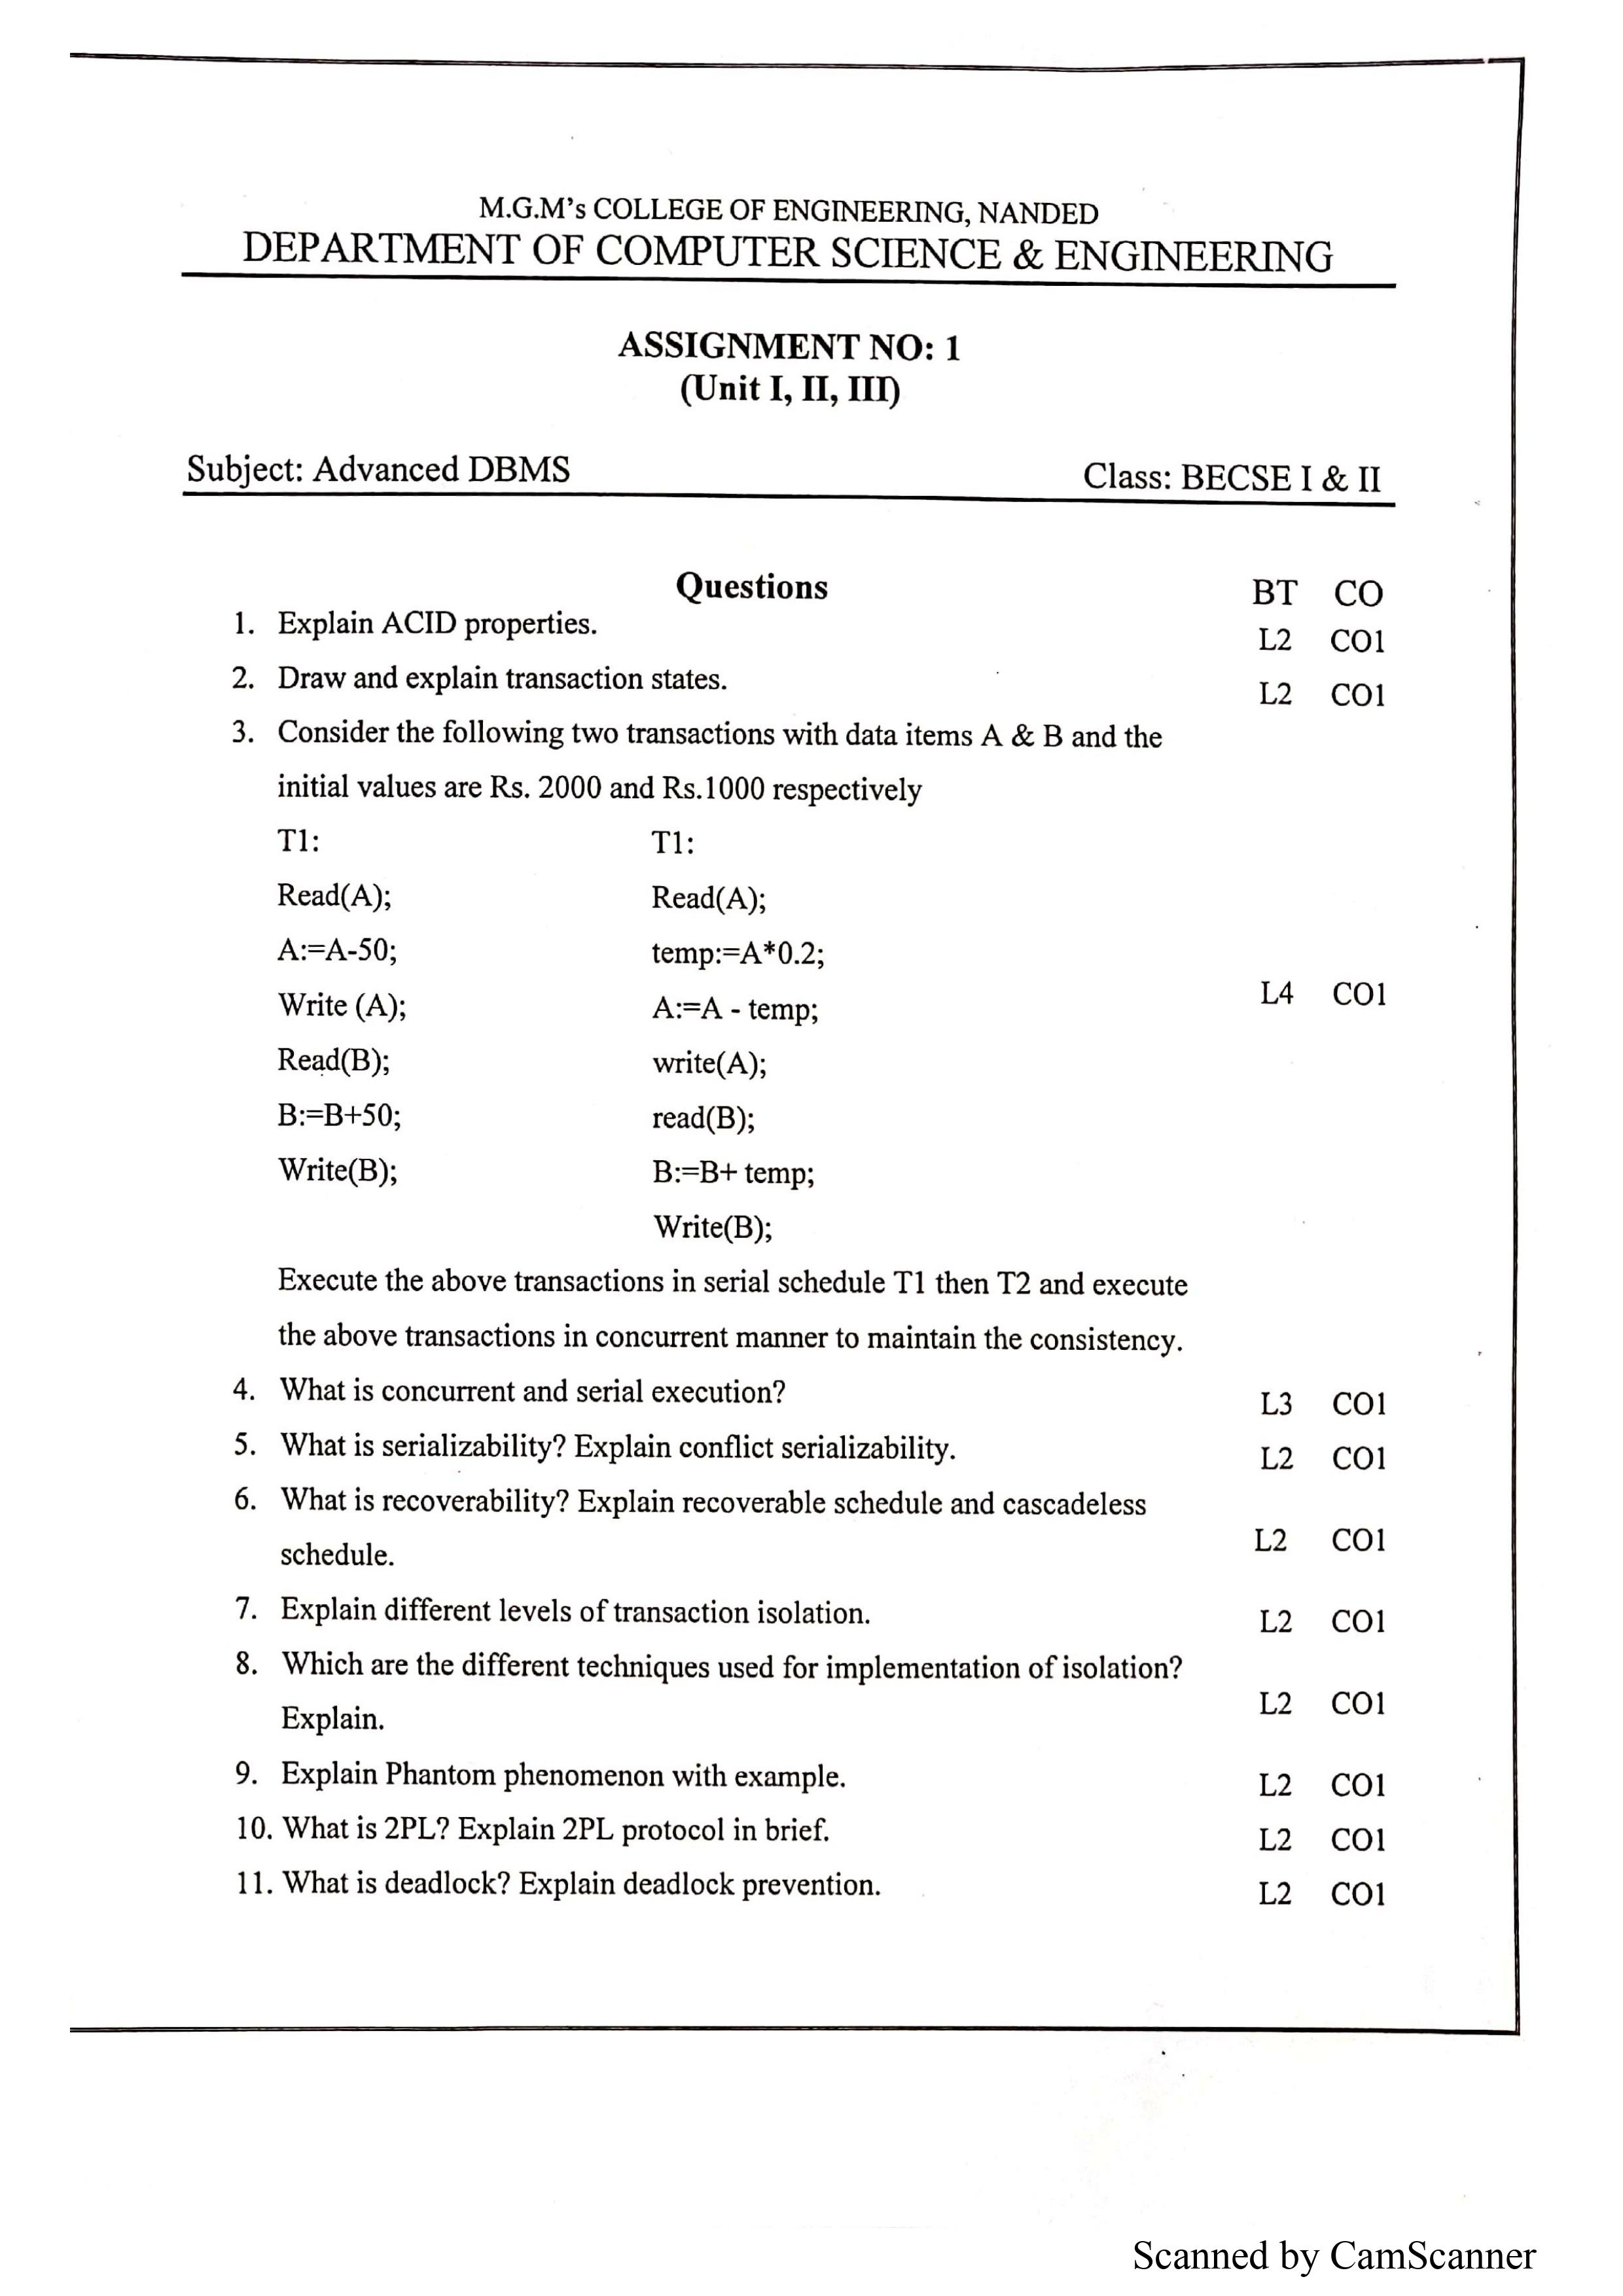 M.G.M's COLLEGE OF ENGINEERING, NANDED
DEPARTMENT OF COMPUTER SCIENCE & ENGINEERING
ASSIGNMENT NO: 1
(Unit I, II, III)
Subject: Advanced DBMS Class: BECSE I & II
Questions BT CO
1. Explain ACID properties. L2 CO1
2. Draw and explain transaction states. L2 CO1
3. Consider the following two transactions with data items A & B and the
initial values are Rs. 2000 and Rs.1000 respectively
T1: T1:
Read(A); Read(A);
A:=A-50; temp:=A*0.2;
Write (A); A:=A - temp; L4 CO1
Read(B); write(A);
B:=B+50; read(B);
Write(B); B:=B+ temp;
Write(B);
Execute the above transactions in serial schedule T1 then T2 and execute
the above transactions in concurrent manner to maintain the consistency.
4. What is concurrent and serial execution? L3 CO1
5. What is serializability? Explain conflict serializability. L2 CO1
6. What is recoverability? Explain recoverable schedule and cascadeless
schedule. L2 CO1
7. Explain different levels of transaction isolation. L2 CO1
8. Which are the different techniques used for implementation of isolation?
Explain. L2 CO1
9. Explain Phantom phenomenon with example. L2 CO1
10. What is 2PL? Explain 2PL protocol in brief. L2 CO1
11. What is deadlock? Explain deadlock prevention. L2 CO1
Scanned by CamScanner